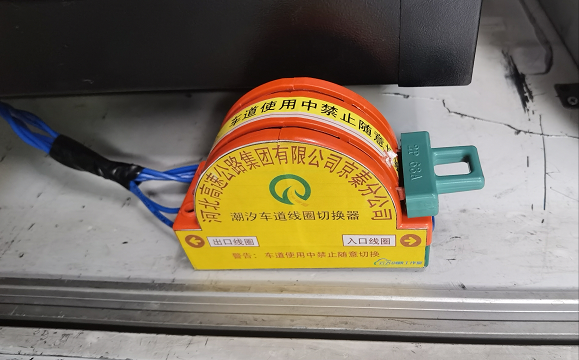 车道使用中禁止随意
河北高速公路集团有限公司京秦分公司
潮汐车道线圈切换器
出口线圈
入口线圈
警告：车道使用中禁止随意切换